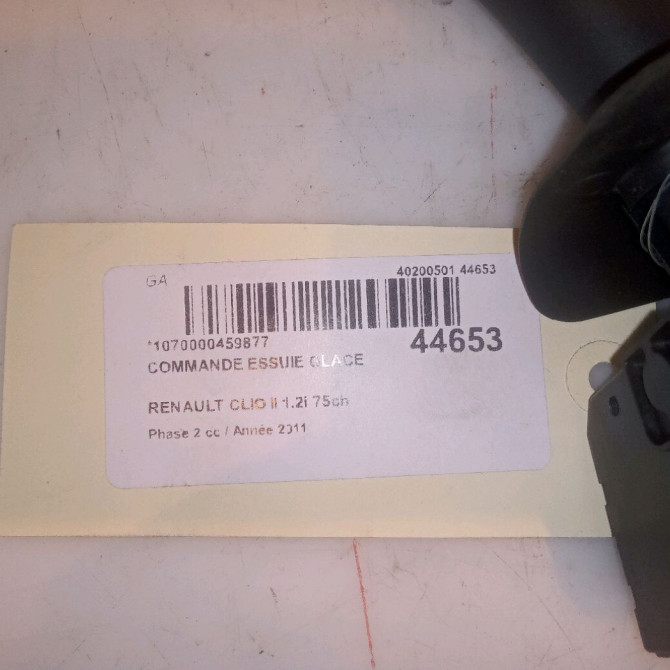 GA
40200501 44653
*1070000459877
44653
COMMANDE ESSUIE GLACE
RENAULT CLIO II 1.2i 75ch
Phase 2 cc / Année 2011